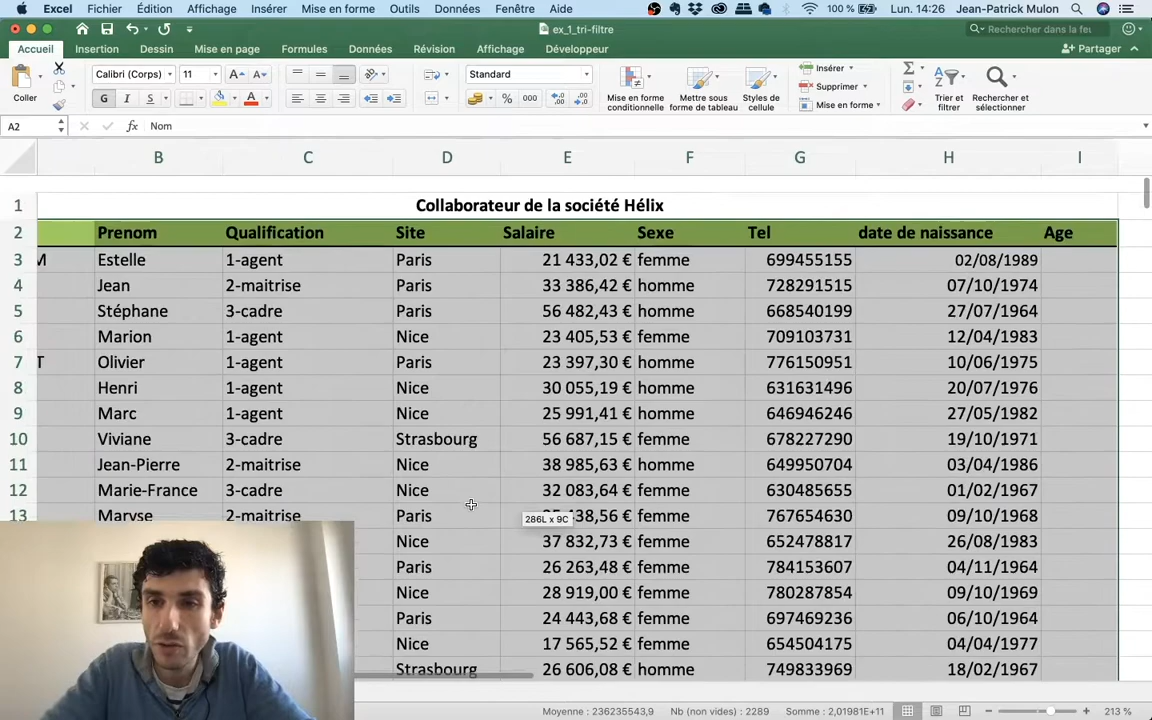 Excel Fichier Édition Affichage Insérer Mise en forme Outils Données Fenêtre Aide 100 % Lun. 14:26 Jean-Patrick Mulon
ex_1_tri-filtre Rechercher dans la feu
Accueil Insertion Dessin Mise en page Formules Données Révision Affichage Développeur Partager
Coller Calibri (Corps) 11 A A Standard Insérer
G I S A % 000 Mise en forme conditionnelle Mettre sous forme de tableau Styles de cellule Supprimer Mise en forme Trier et filtrer Rechercher et sélectionner
A2 fx Nom
B C D E F G H I
1 Collaborateur de la société Hélix
2 Prenom Qualification Site Salaire Sexe Tel date de naissance Age
3 M Estelle 1-agent Paris 21 433,02 € femme 699455155 02/08/1989
4 Jean 2-maitrise Paris 33 386,42 € homme 728291515 07/10/1974
5 Stéphane 3-cadre Paris 56 482,43 € homme 668540199 27/07/1964
6 Marion 1-agent Nice 23 405,53 € femme 709103731 12/04/1983
7 T Olivier 1-agent Paris 23 397,30 € homme 776150951 10/06/1975
8 Henri 1-agent Nice 30 055,19 € homme 631631496 20/07/1976
9 Marc 1-agent Nice 25 991,41 € homme 646946246 27/05/1982
10 Viviane 3-cadre Strasbourg 56 687,15 € femme 678227290 19/10/1971
11 Jean-Pierre 2-maitrise Nice 38 985,63 € homme 649950704 03/04/1986
12 Marie-France 3-cadre Nice 32 083,64 € femme 630485655 01/02/1967
13 Maryse 2-maitrise Paris 438,56 € femme 767654630 09/10/1968
286L x 9C
Nice 37 832,73 € femme 652478817 26/08/1983
Paris 26 263,48 € femme 784153607 04/11/1964
Nice 28 919,00 € femme 780287854 09/10/1969
Paris 24 443,68 € femme 697469236 06/10/1964
Nice 17 565,52 € femme 654504175 04/04/1977
Strasbourg 26 606,08 € homme 749833969 18/02/1967
Moyenne : 236235543,9 Nb (non vides) : 2289 Somme : 2,01981E+11 213 %